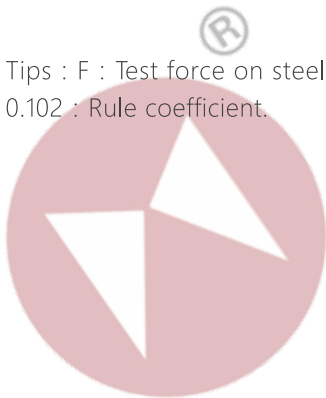 ®
Tips : F : Test force on steel
0.102 : Rule coefficient.